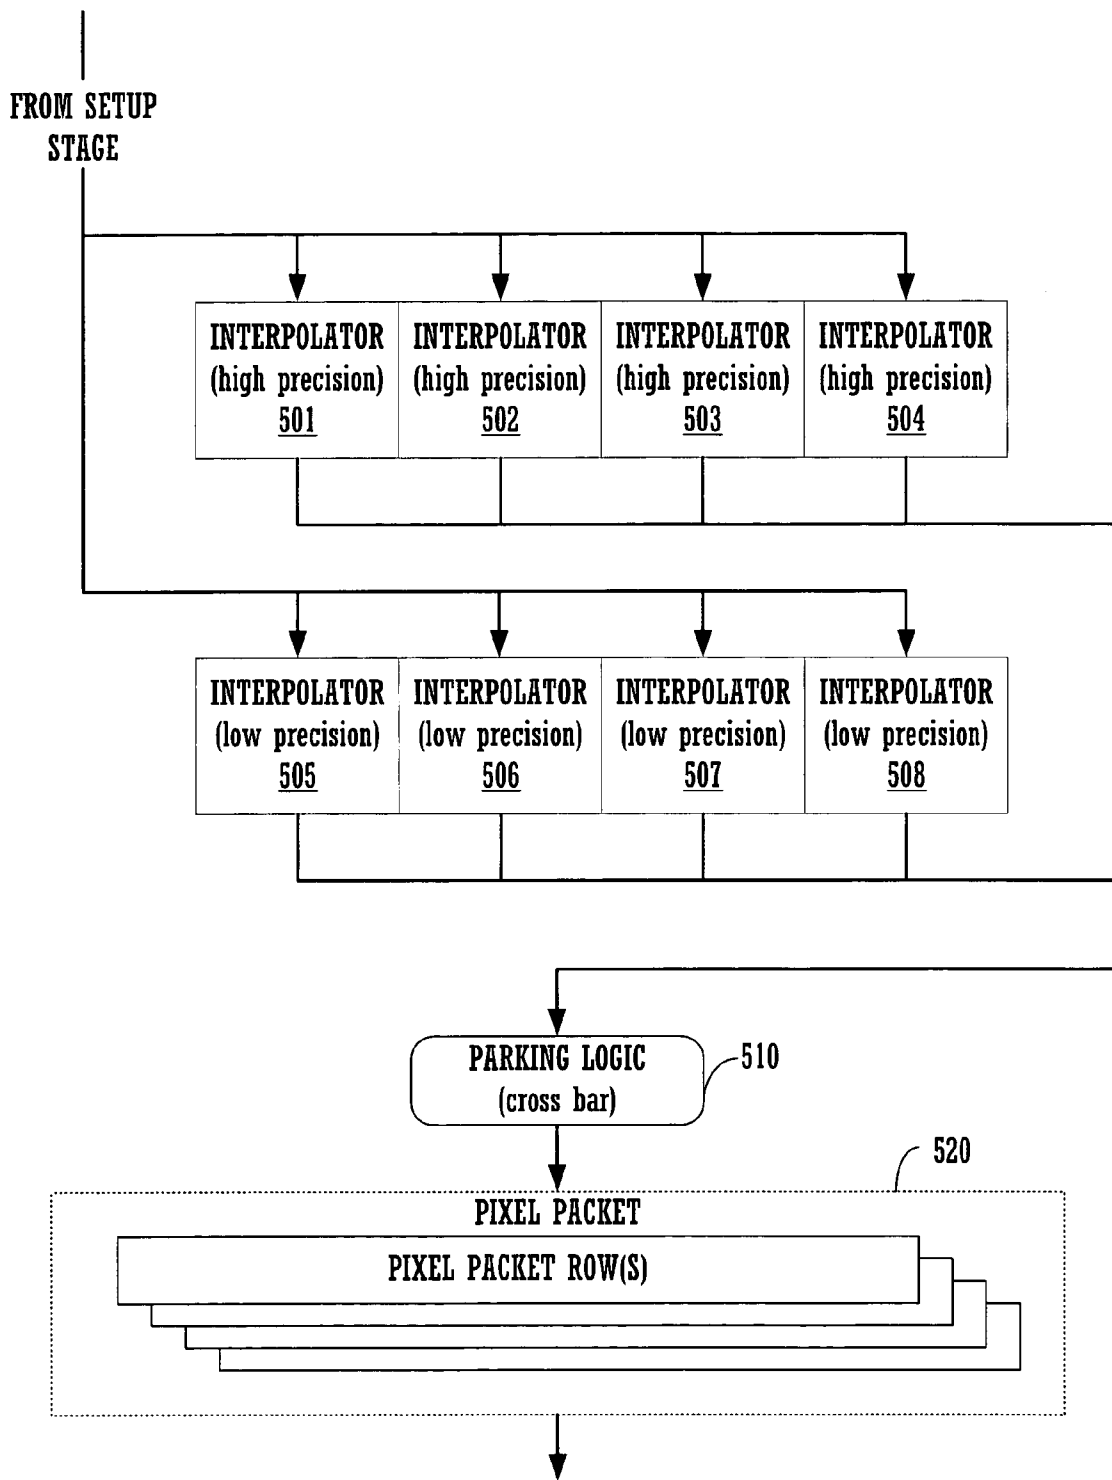 FROM SETUP
STAGE
INTERPOLATOR
(high precision)
501
INTERPOLATOR
(high precision)
502
INTERPOLATOR
(high precision)
503
INTERPOLATOR
(high precision)
504
INTERPOLATOR
(low precision)
505
INTERPOLATOR
(low precision)
506
INTERPOLATOR
(low precision)
507
INTERPOLATOR
(low precision)
508
PARKING LOGIC
(cross bar)
510
520
PIXEL PACKET
PIXEL PACKET ROW(S)